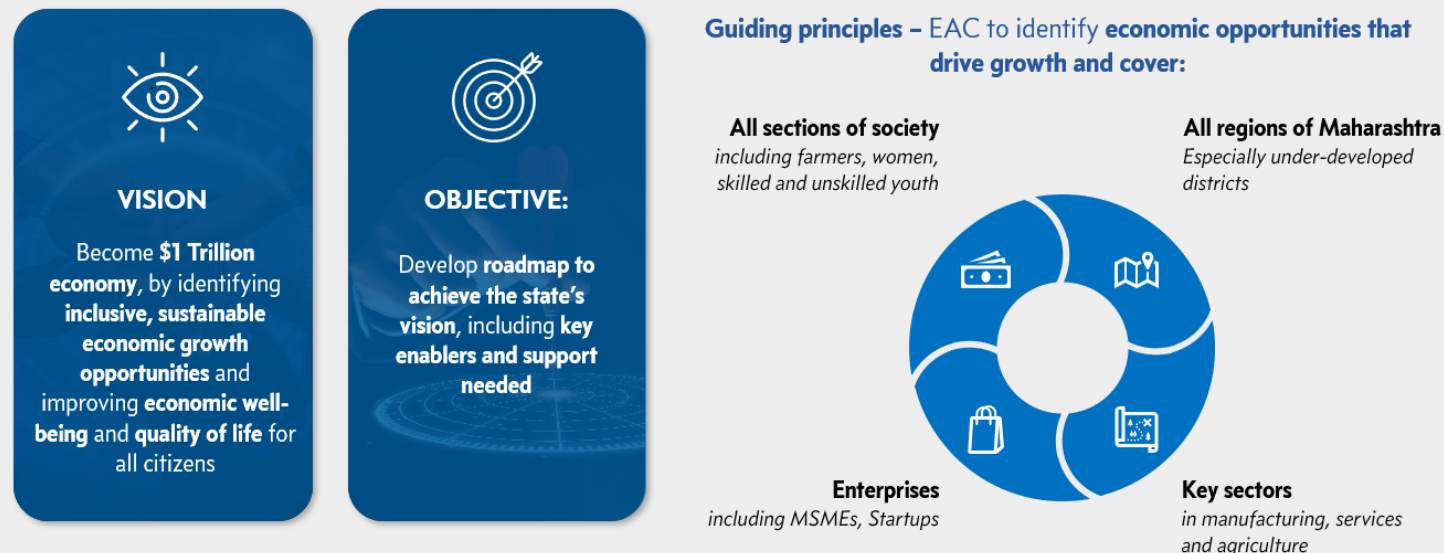 VISION
Become $1 Trillion
economy, by identifying
inclusive, sustainable
economic growth
opportunities and
improving economic well-
being and quality of life for
all citizens
OBJECTIVE:
Develop roadmap to
achieve the state's
vision, including key
enablers and support
needed
Guiding principles – EAC to identify economic opportunities that
drive growth and cover:
All sections of society
including farmers, women,
skilled and unskilled youth
All regions of Maharashtra
Especially under-developed
districts
Enterprises
including MSMEs, Startups
Key sectors
in manufacturing, services
and agriculture